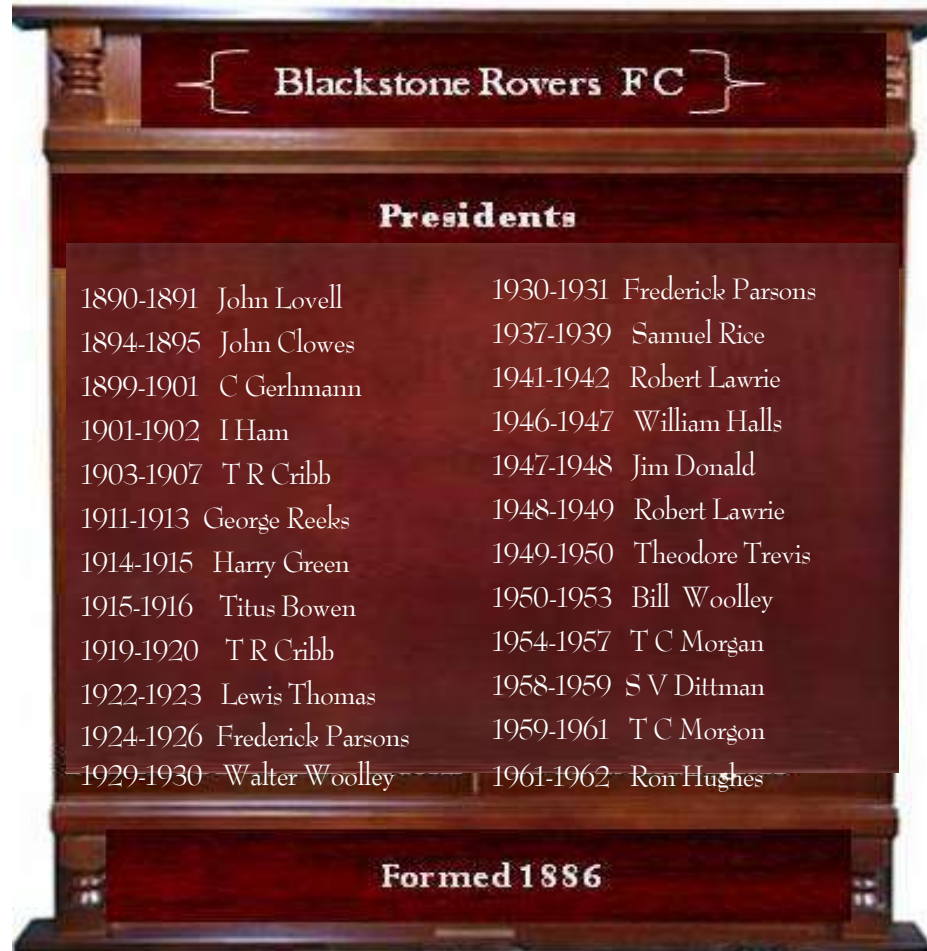 Blackstone Rovers F C
Presidents
1890-1891 John Lovell
1894-1895 John Clowes
1899-1901 C Gerhmann
1901-1902 I Ham
1903-1907 T R Cribb
1911-1913 George Reeks
1914-1915 Harry Green
1915-1916 Titus Bowen
1919-1920 T R Cribb
1922-1923 Lewis Thomas
1924-1926 Frederick Parsons
1929-1930 Walter Woolley
1930-1931 Frederick Parsons
1937-1939 Samuel Rice
1941-1942 Robert Lawrie
1946-1947 William Halls
1947-1948 Jim Donald
1948-1949 Robert Lawrie
1949-1950 Theodore Trevis
1950-1953 Bill Woolley
1954-1957 T C Morgan
1958-1959 S V Dittman
1959-1961 T C Morgon
1961-1962 Ron Hughes
Formed 1886